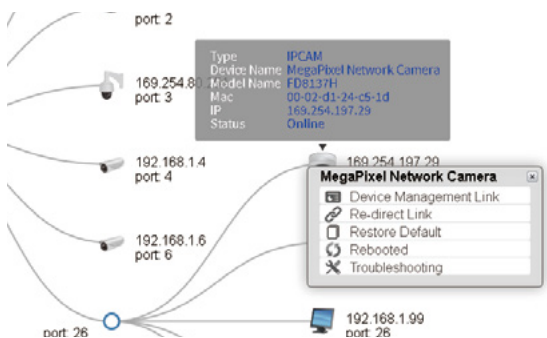 port: 2
Type IPCAM
Device Name MegaPixel Network Camera
Model Name FD8137H
Mac 00-02-d1-24-c5-1d
IP 169.254.197.29
Status Online
169.254.80.
port: 3
192.168.1.4
port: 4
169.254.197.29
MegaPixel Network Camera
Device Management Link
Re-direct Link
Restore Default
Rebooted
Troubleshooting
192.168.1.6
port: 6
192.168.1.99
port: 26
port: 26